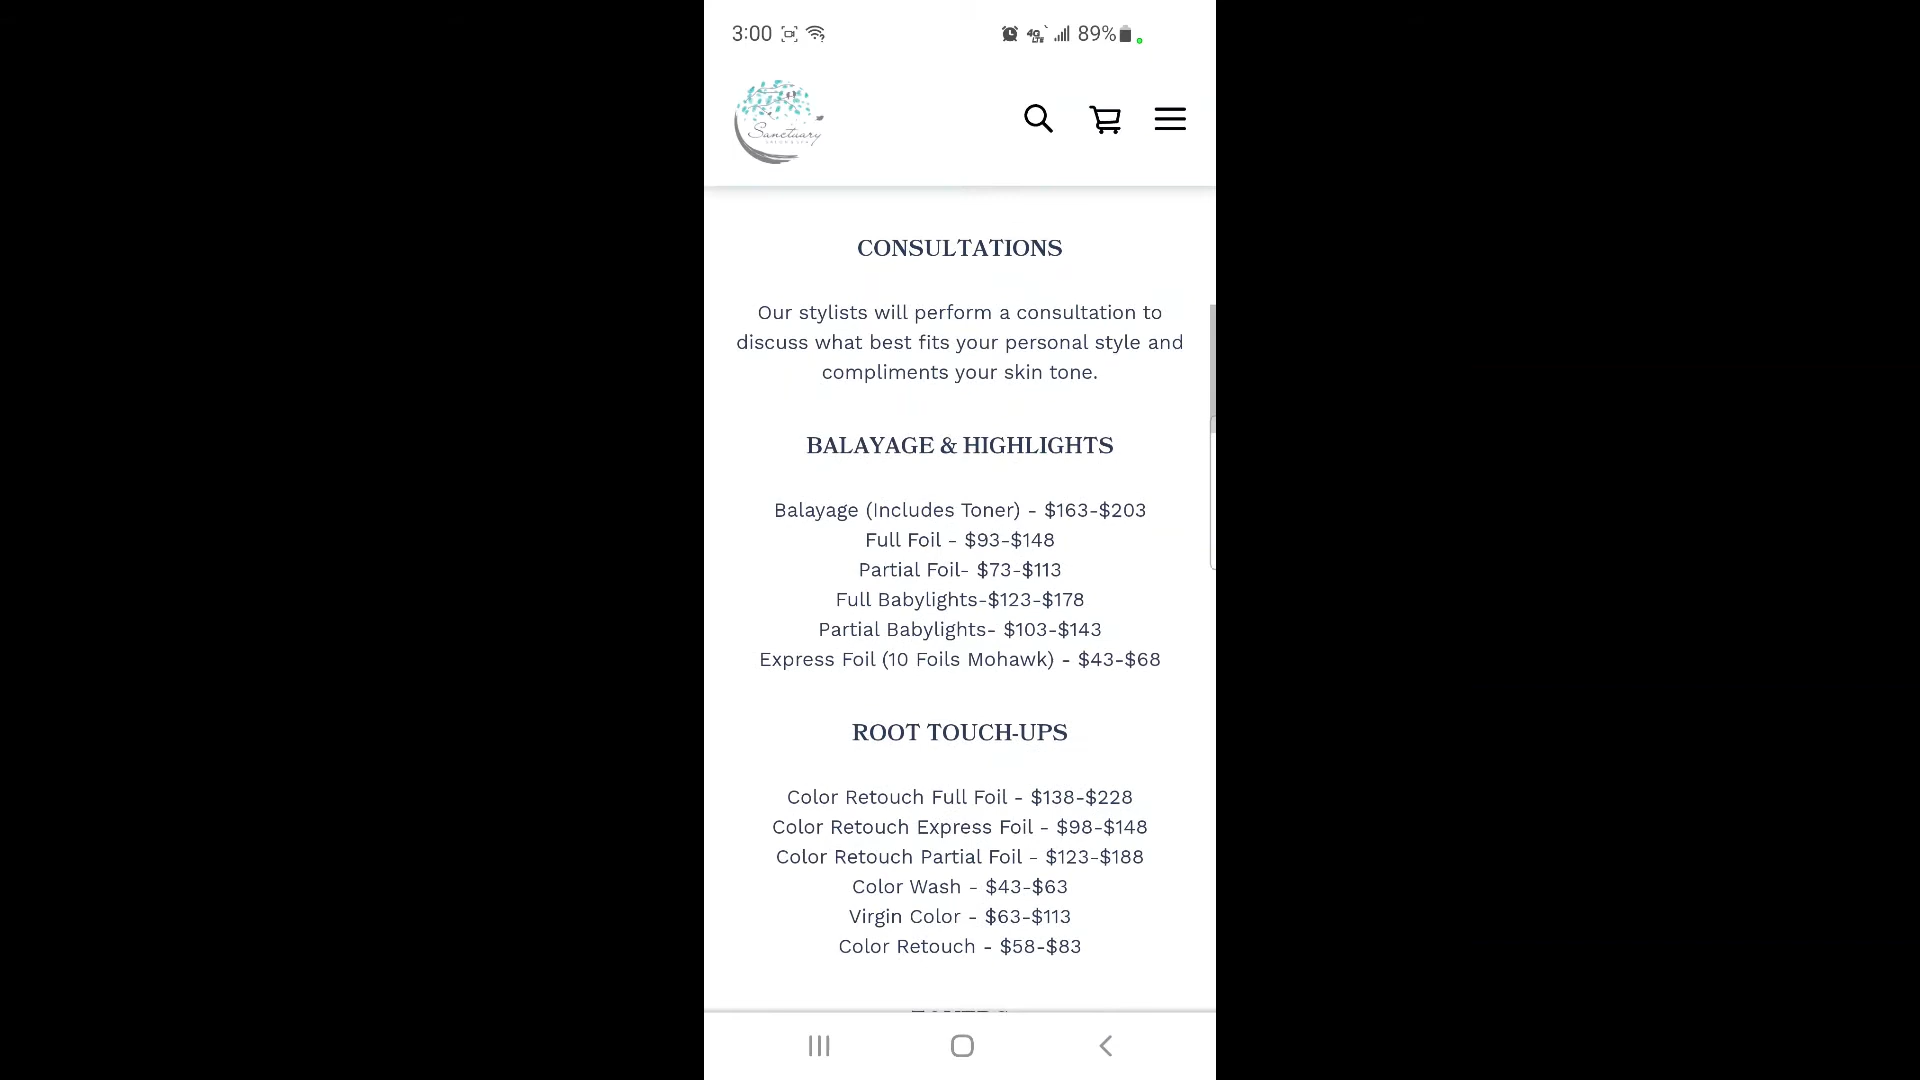 3:00
4G
LTE
89%
Sanctuary
SALON & SPA
CONSULTATIONS
Our stylists will perform a consultation to
discuss what best fits your personal style and
compliments your skin tone.
BALAYAGE & HIGHLIGHTS
Balayage (Includes Toner) - $163-$203
Full Foil - $93-$148
Partial Foil- $73-$113
Full Babylights-$123-$178
Partial Babylights- $103-$143
Express Foil (10 Foils Mohawk) - $43-$68
ROOT TOUCH-UPS
Color Retouch Full Foil - $138-$228
Color Retouch Express Foil - $98-$148
Color Retouch Partial Foil - $123-$188
Color Wash - $43-$63
Virgin Color - $63-$113
Color Retouch - $58-$83